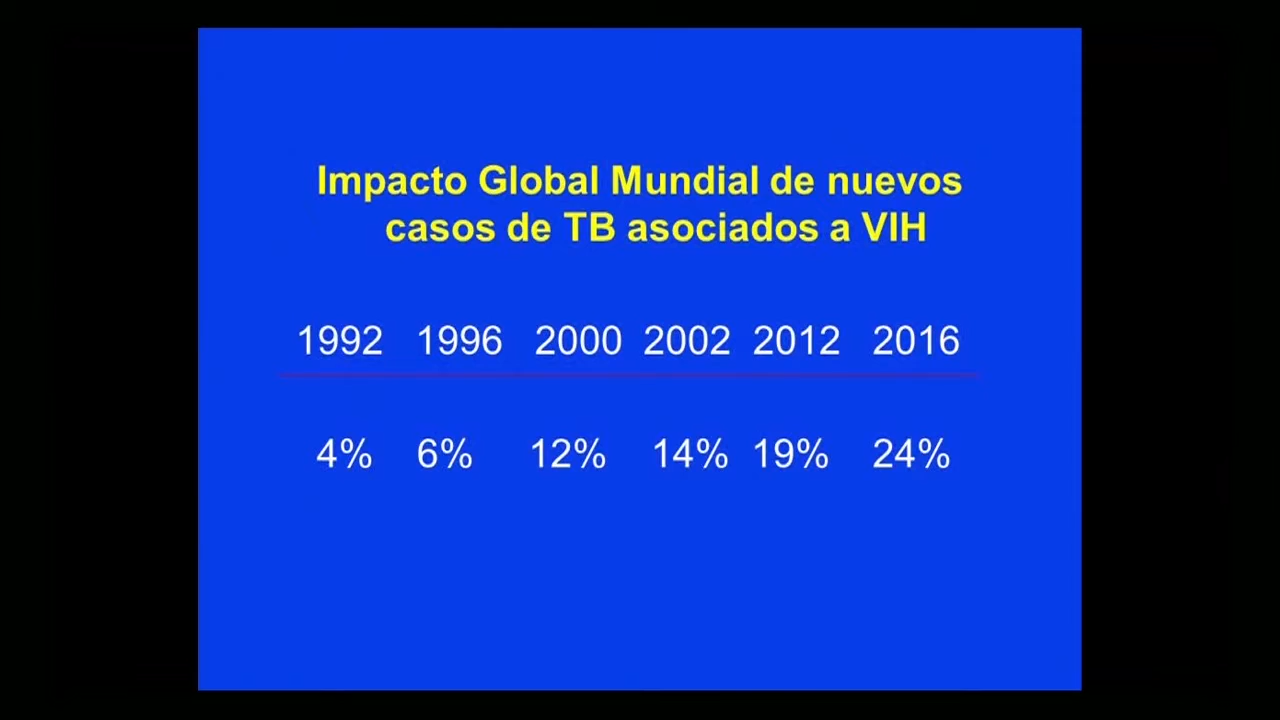 Impacto Global Mundial de nuevos
casos de TB asociados a VIH
1992 1996 2000 2002 2012 2016
4% 6% 12% 14% 19% 24%